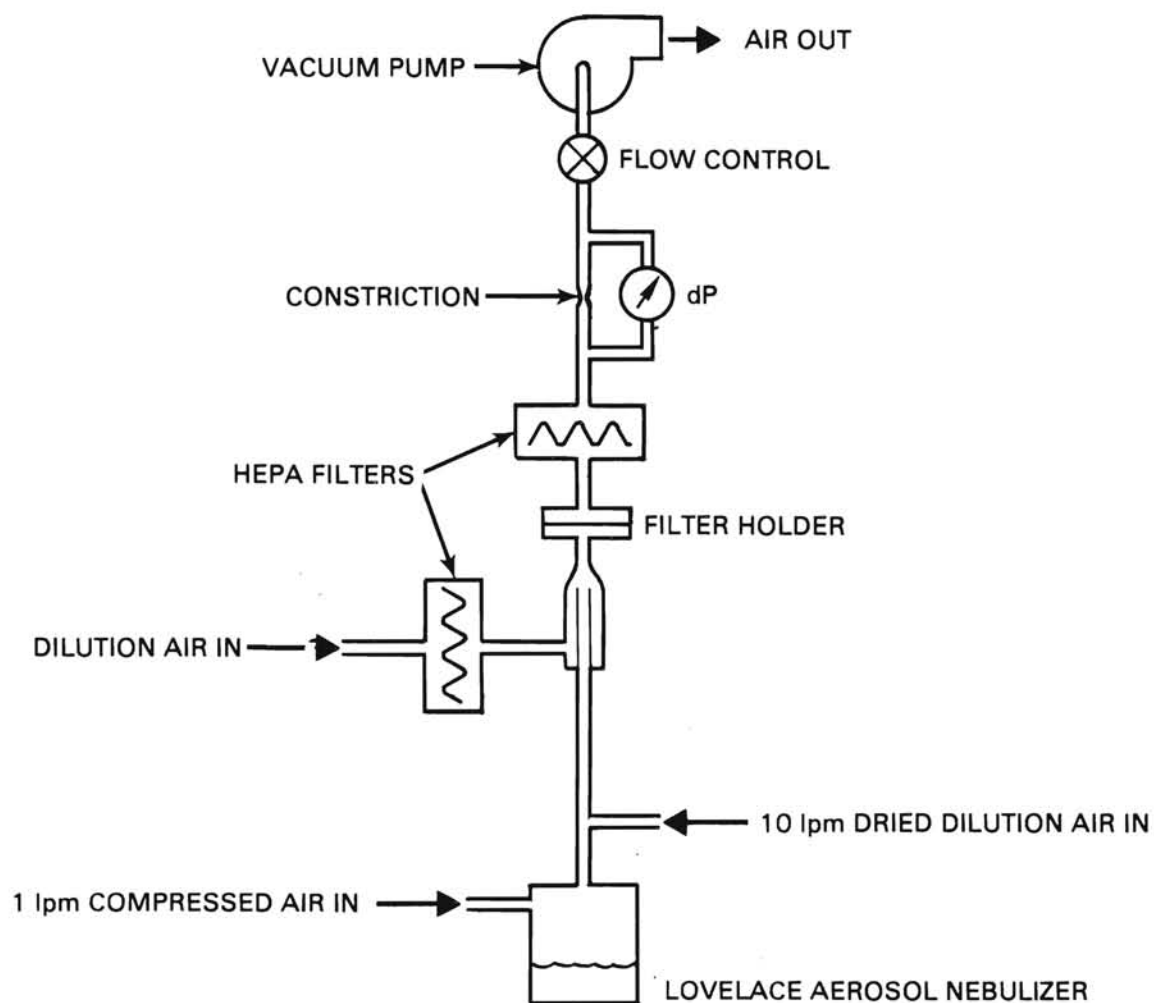 AIR OUT
VACUUM PUMP
FLOW CONTROL
CONSTRICTION
dP
HEPA FILTERS
FILTER HOLDER
DILUTION AIR IN
10 lpm DRIED DILUTION AIR IN
1 lpm COMPRESSED AIR IN
LOVELACE AEROSOL NEBULIZER